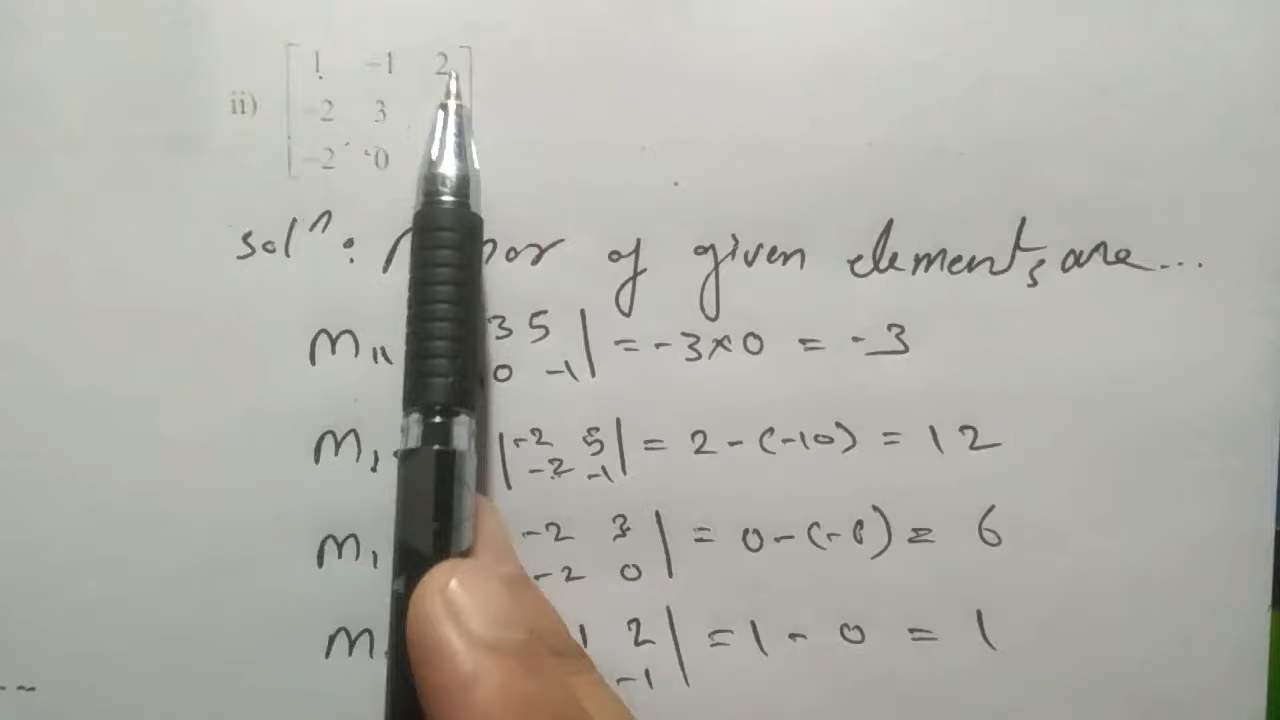 ii)
1 -1 2
-2 3
-2 0
solⁿ: of given elements are...
M₁₁ 3 5 | = -3×0 = -3
0 -1
M |-2 5| = 2-(-10) = 12
-2 -1
M₁ -2 3 | = 0-(-6) = 6
-2 0
M 1 2 | = 1 - 0 = 1
-1